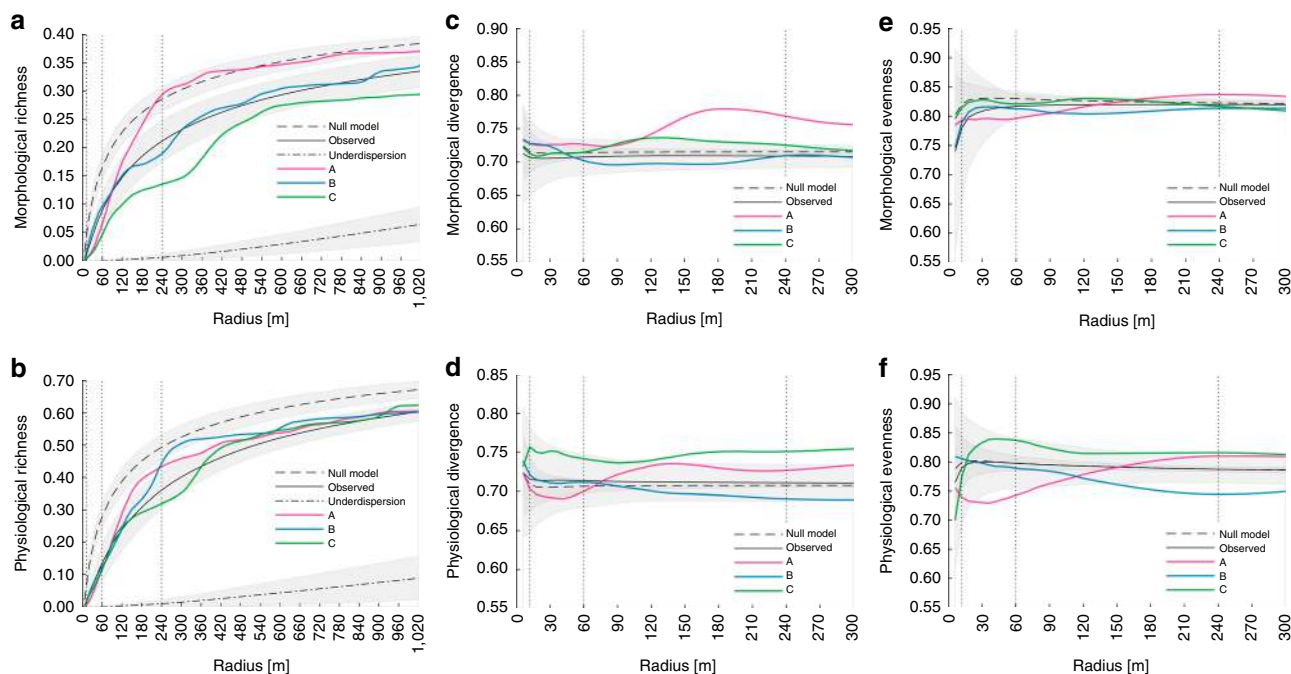 a
Morphological richness
0.40
0.35
0.30
0.25
0.20
0.15
0.10
0.05
0.00
Null model
Observed
Underdispersion
A
B
C
0
60
120
180
240
300
360
420
480
540
600
660
720
780
840
900
960
1,020
Radius [m]
c
Morphological divergence
0.90
0.85
0.80
0.75
0.70
0.65
0.60
0.55
Null model
Observed
A
B
C
0
30
60
90
120
150
180
210
240
270
300
Radius [m]
e
Morphological evenness
0.95
0.90
0.85
0.80
0.75
0.70
0.65
0.60
0.55
Null model
Observed
A
B
C
0
30
60
90
120
150
180
210
240
270
300
Radius [m]
b
Physiological richness
0.70
0.60
0.50
0.40
0.30
0.20
0.10
0.00
Null model
Observed
Underdispersion
A
B
C
0
60
120
180
240
300
360
420
480
540
600
660
720
780
840
900
960
1,020
Radius [m]
d
Physiological divergence
0.85
0.80
0.75
0.70
0.65
0.60
0.55
Null model
Observed
A
B
C
0
30
60
90
120
150
180
210
240
270
300
Radius [m]
f
Physiological evenness
0.95
0.90
0.85
0.80
0.75
0.70
0.65
0.60
0.55
Null model
Observed
A
B
C
0
30
60
90
120
150
180
210
240
270
300
Radius [m]